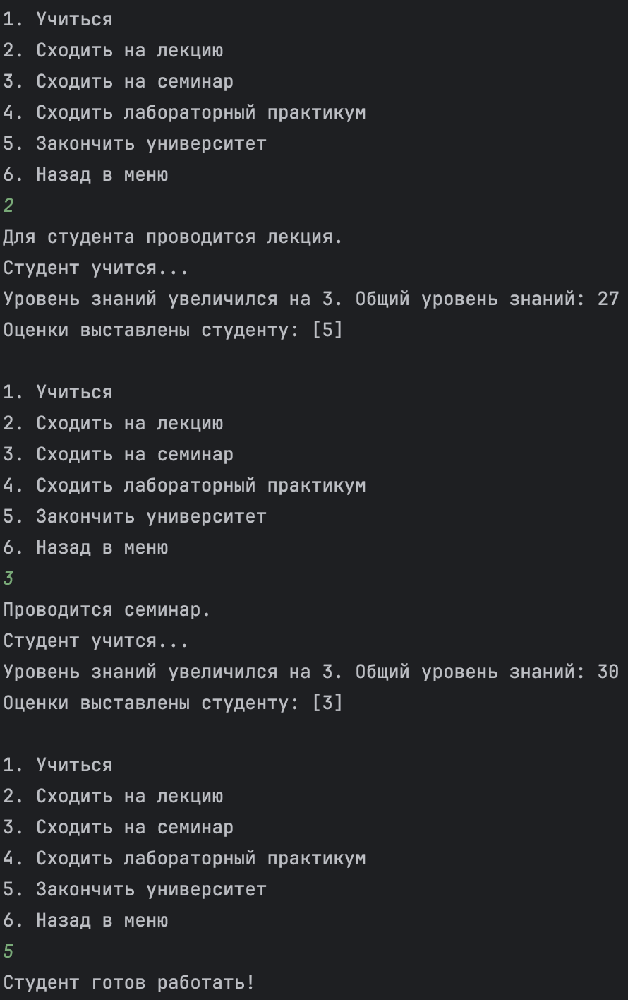 1. Учиться
2. Сходить на лекцию
3. Сходить на семинар
4. Сходить лабораторный практикум
5. Закончить университет
6. Назад в меню
2
Для студента проводится лекция.
Студент учится...
Уровень знаний увеличился на 3. Общий уровень знаний: 27
Оценки выставлены студенту: [5]
1. Учиться
2. Сходить на лекцию
3. Сходить на семинар
4. Сходить лабораторный практикум
5. Закончить университет
6. Назад в меню
3
Проводится семинар.
Студент учится...
Уровень знаний увеличился на 3. Общий уровень знаний: 30
Оценки выставлены студенту: [3]
1. Учиться
2. Сходить на лекцию
3. Сходить на семинар
4. Сходить лабораторный практикум
5. Закончить университет
6. Назад в меню
5
Студент готов работать!